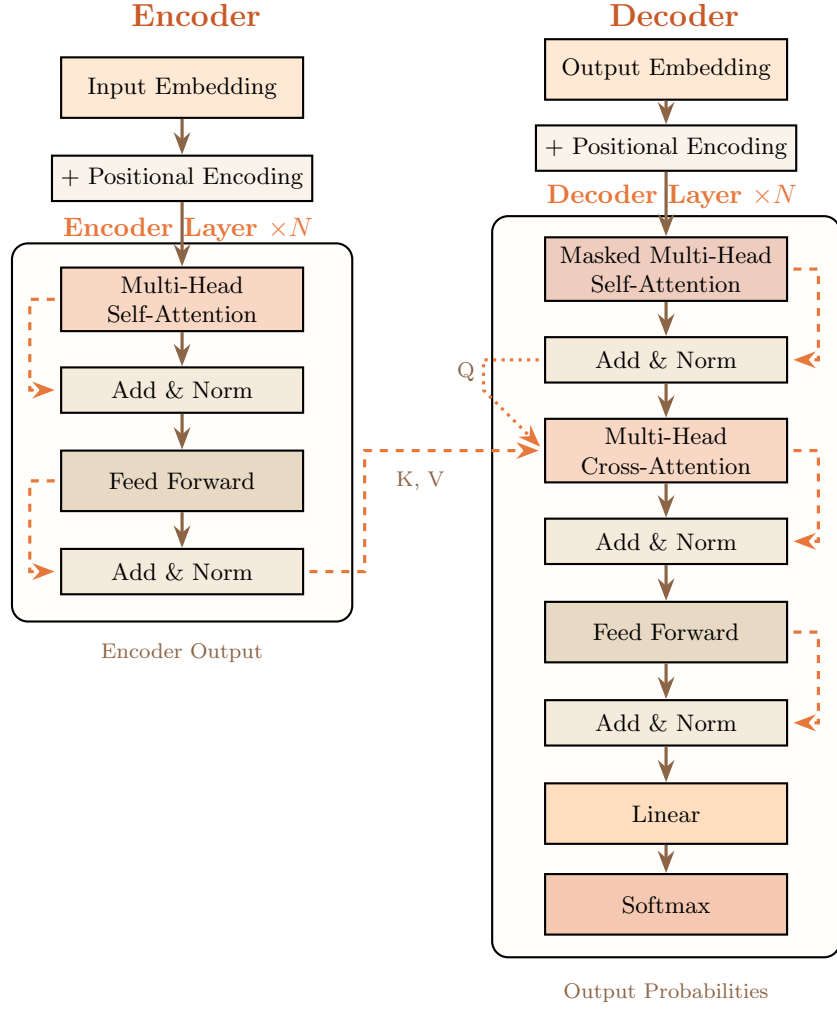 Encoder
Input Embedding
+ Positional Encoding
Encoder Layer ×N
Multi-Head
Self-Attention
Add & Norm
Feed Forward
Add & Norm
Encoder Output
K, V
Decoder
Output Embedding
+ Positional Encoding
Decoder Layer ×N
Masked Multi-Head
Self-Attention
Add & Norm
Q
Multi-Head
Cross-Attention
Add & Norm
Feed Forward
Add & Norm
Linear
Softmax
Output Probabilities